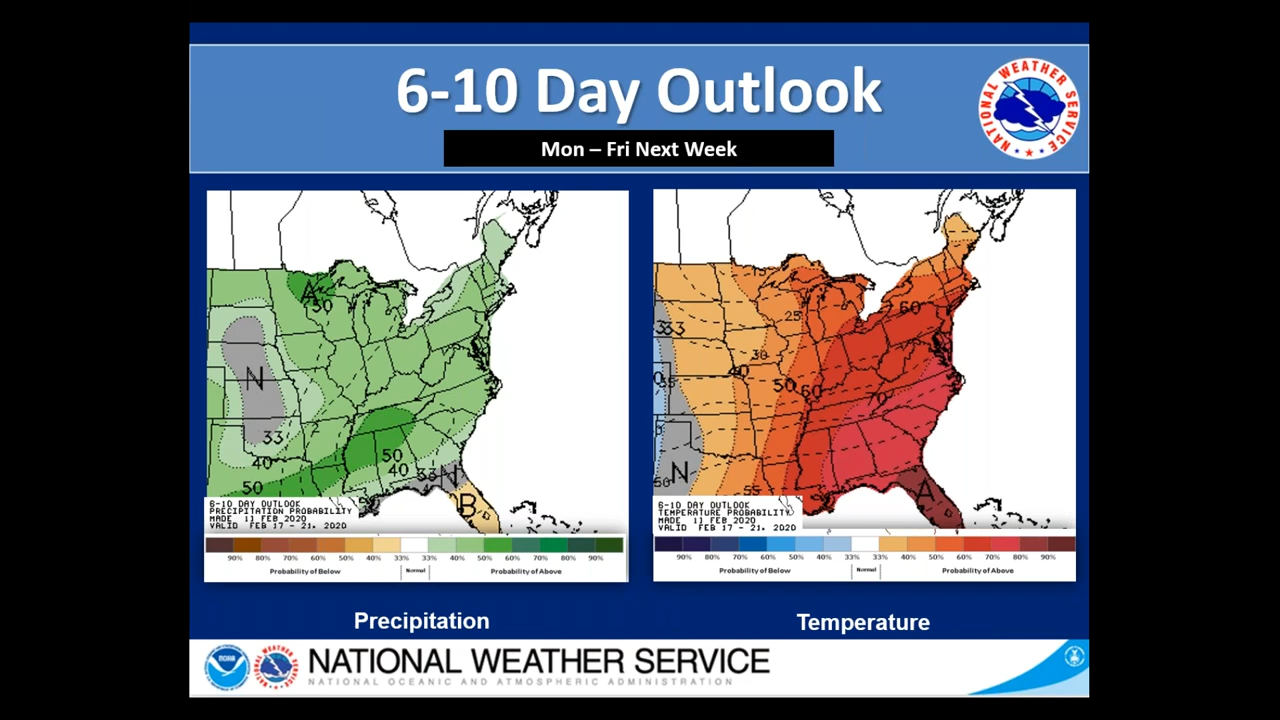 6-10 Day Outlook
Mon – Fri Next Week
NATIONAL WEATHER SERVICE
A
50
N
33
40
50
50
40
33
N
B
6-10 DAY OUTLOOK
PRECIPITATION PROBABILITY
MADE 11 FEB 2020
VALID FEB 17 - 21, 2020
90% 80% 70% 60% 50% 40% 33% 33% 40% 50% 60% 70% 80% 90%
Probability of Below Normal Probability of Above
33
25
60
30
40
35
50
60
70
N
50
55
A
6-10 DAY OUTLOOK
TEMPERATURE PROBABILITY
MADE 11 FEB 2020
VALID FEB 17 - 21, 2020
90% 80% 70% 60% 50% 40% 33% 33% 40% 50% 60% 70% 80% 90%
Probability of Below Normal Probability of Above
Precipitation
Temperature
NOAA
NATIONAL WEATHER SERVICE
NATIONAL OCEANIC AND ATMOSPHERIC ADMINISTRATION